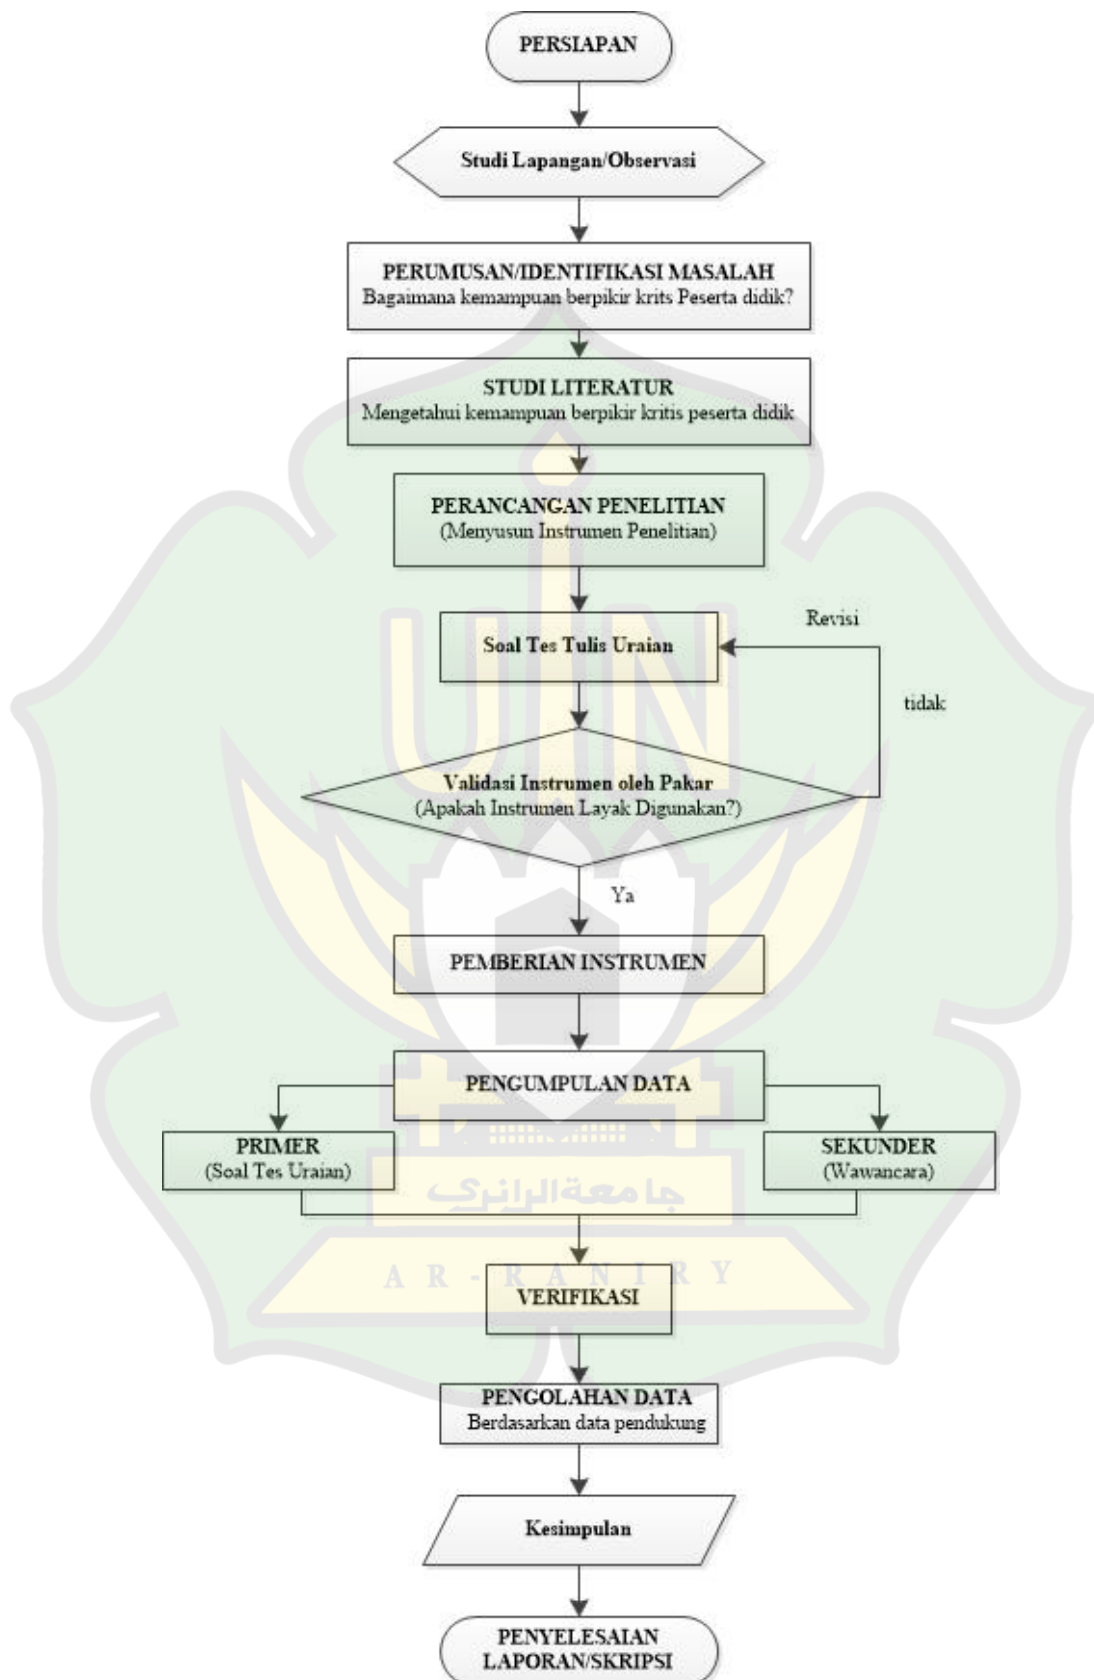 PERSIAPAN
Studi Lapangan/Observasi
PERUMUSAN/IDENTIFIKASI MASALAH
Bagaimana kemampuan berpikir krits Peserta didik?
STUDI LITERATUR
Mengetahui kemampuan berpikir kritis peserta didik
PERANCANGAN PENELITIAN
(Menyusun Instrumen Penelitian)
Revisi
Soal Tes Tulis Uraian
tidak
UIN
Validasi Instrumen oleh Pakar
(Apakah Instrumen Layak Digunakan?)
Ya
PEMBERIAN INSTRUMEN
PENGUMPULAN DATA
PRIMER
(Soal Tes Uraian)
SEKUNDER
(Wawancara)
جامعةالرانري
AR-RANIRY
VERIFIKASI
PENGOLAHAN DATA
Berdasarkan data pendukung
Kesimpulan
PENYELESAIAN
LAPORAN/SKRIPSI